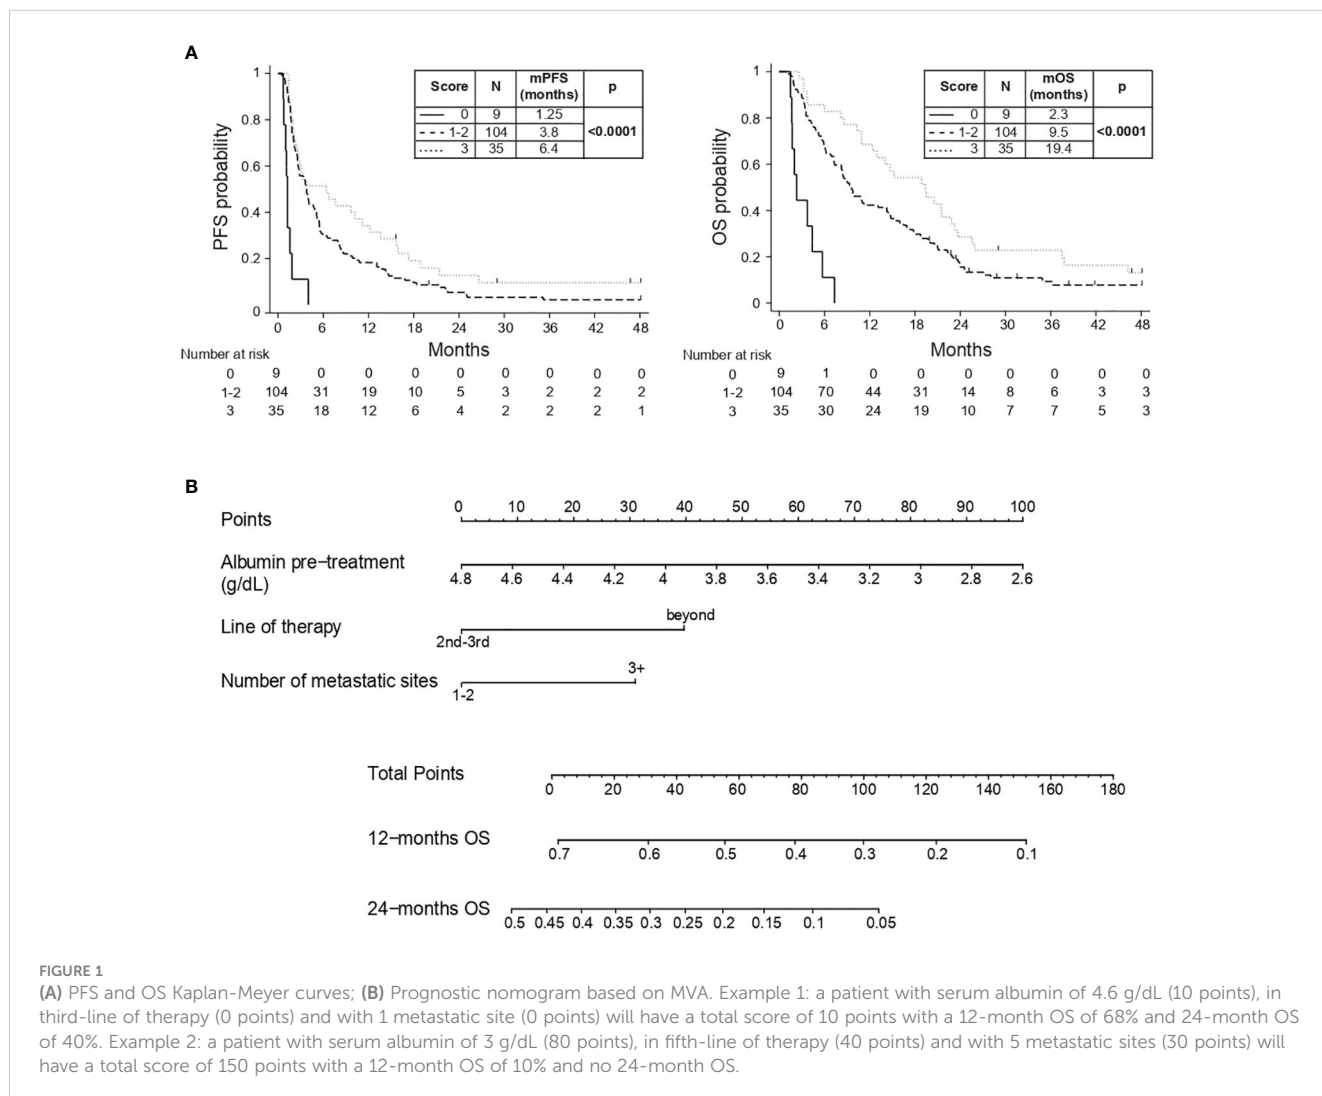 A
PFS probability
1
0.8
0.6
0.4
0.2
0
Score N mPFS (months) p
0 9 1.25
1-2 104 3.8 <0.0001
3 35 6.4
0 6 12 18 24 30 36 42 48
Months
Number at risk
0 9 0 0 0 0 0 0 0 0
1-2 104 31 19 10 5 3 2 2 2
3 35 18 12 6 4 2 2 2 1
OS probability
1
0.8
0.6
0.4
0.2
0
Score N mOS (months) p
0 9 2.3
1-2 104 9.5 <0.0001
3 35 19.4
0 6 12 18 24 30 36 42 48
Months
Number at risk
0 9 1 0 0 0 0 0 0 0
1-2 104 70 44 31 14 8 6 3 3
3 35 30 24 19 10 7 7 5 3
B
0 10 20 30 40 50 60 70 80 90 100
Points
Albumin pre−treatment
(g/dL)
4.8 4.6 4.4 4.2 4 3.8 3.6 3.4 3.2 3 2.8 2.6
beyond
Line of therapy
2nd-3rd
3+
Number of metastatic sites
1-2
Total Points
0 20 40 60 80 100 120 140 160 180
12−months OS
0.7 0.6 0.5 0.4 0.3 0.2 0.1
24−months OS
0.5 0.45 0.4 0.35 0.3 0.25 0.2 0.15 0.1 0.05
FIGURE 1
(A) PFS and OS Kaplan-Meyer curves; (B) Prognostic nomogram based on MVA. Example 1: a patient with serum albumin of 4.6 g/dL (10 points), in
third-line of therapy (0 points) and with 1 metastatic site (0 points) will have a total score of 10 points with a 12-month OS of 68% and 24-month OS
of 40%. Example 2: a patient with serum albumin of 3 g/dL (80 points), in fifth-line of therapy (40 points) and with 5 metastatic sites (30 points) will
have a total score of 150 points with a 12-month OS of 10% and no 24-month OS.